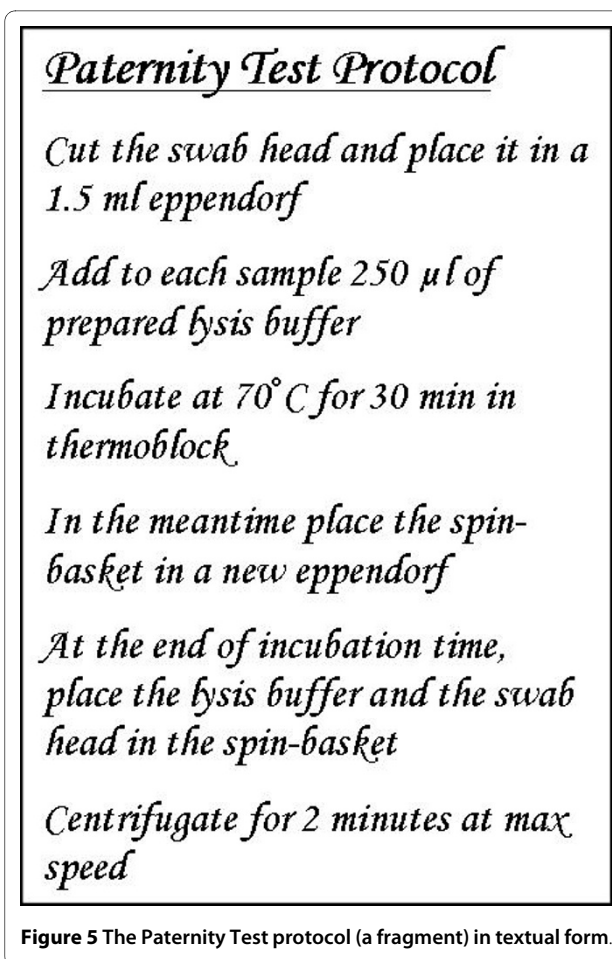 Paternity Test Protocol
Cut the swab head and place it in a
1.5 ml eppendorf
Add to each sample 250 µl of
prepared lysis buffer
Incubate at 70°C for 30 min in
thermoblock
In the meantime place the spin-
basket in a new eppendorf
At the end of incubation time,
place the lysis buffer and the swab
head in the spin-basket
Centrifugate for 2 minutes at max
speed
Figure 5 The Paternity Test protocol (a fragment) in textual form.